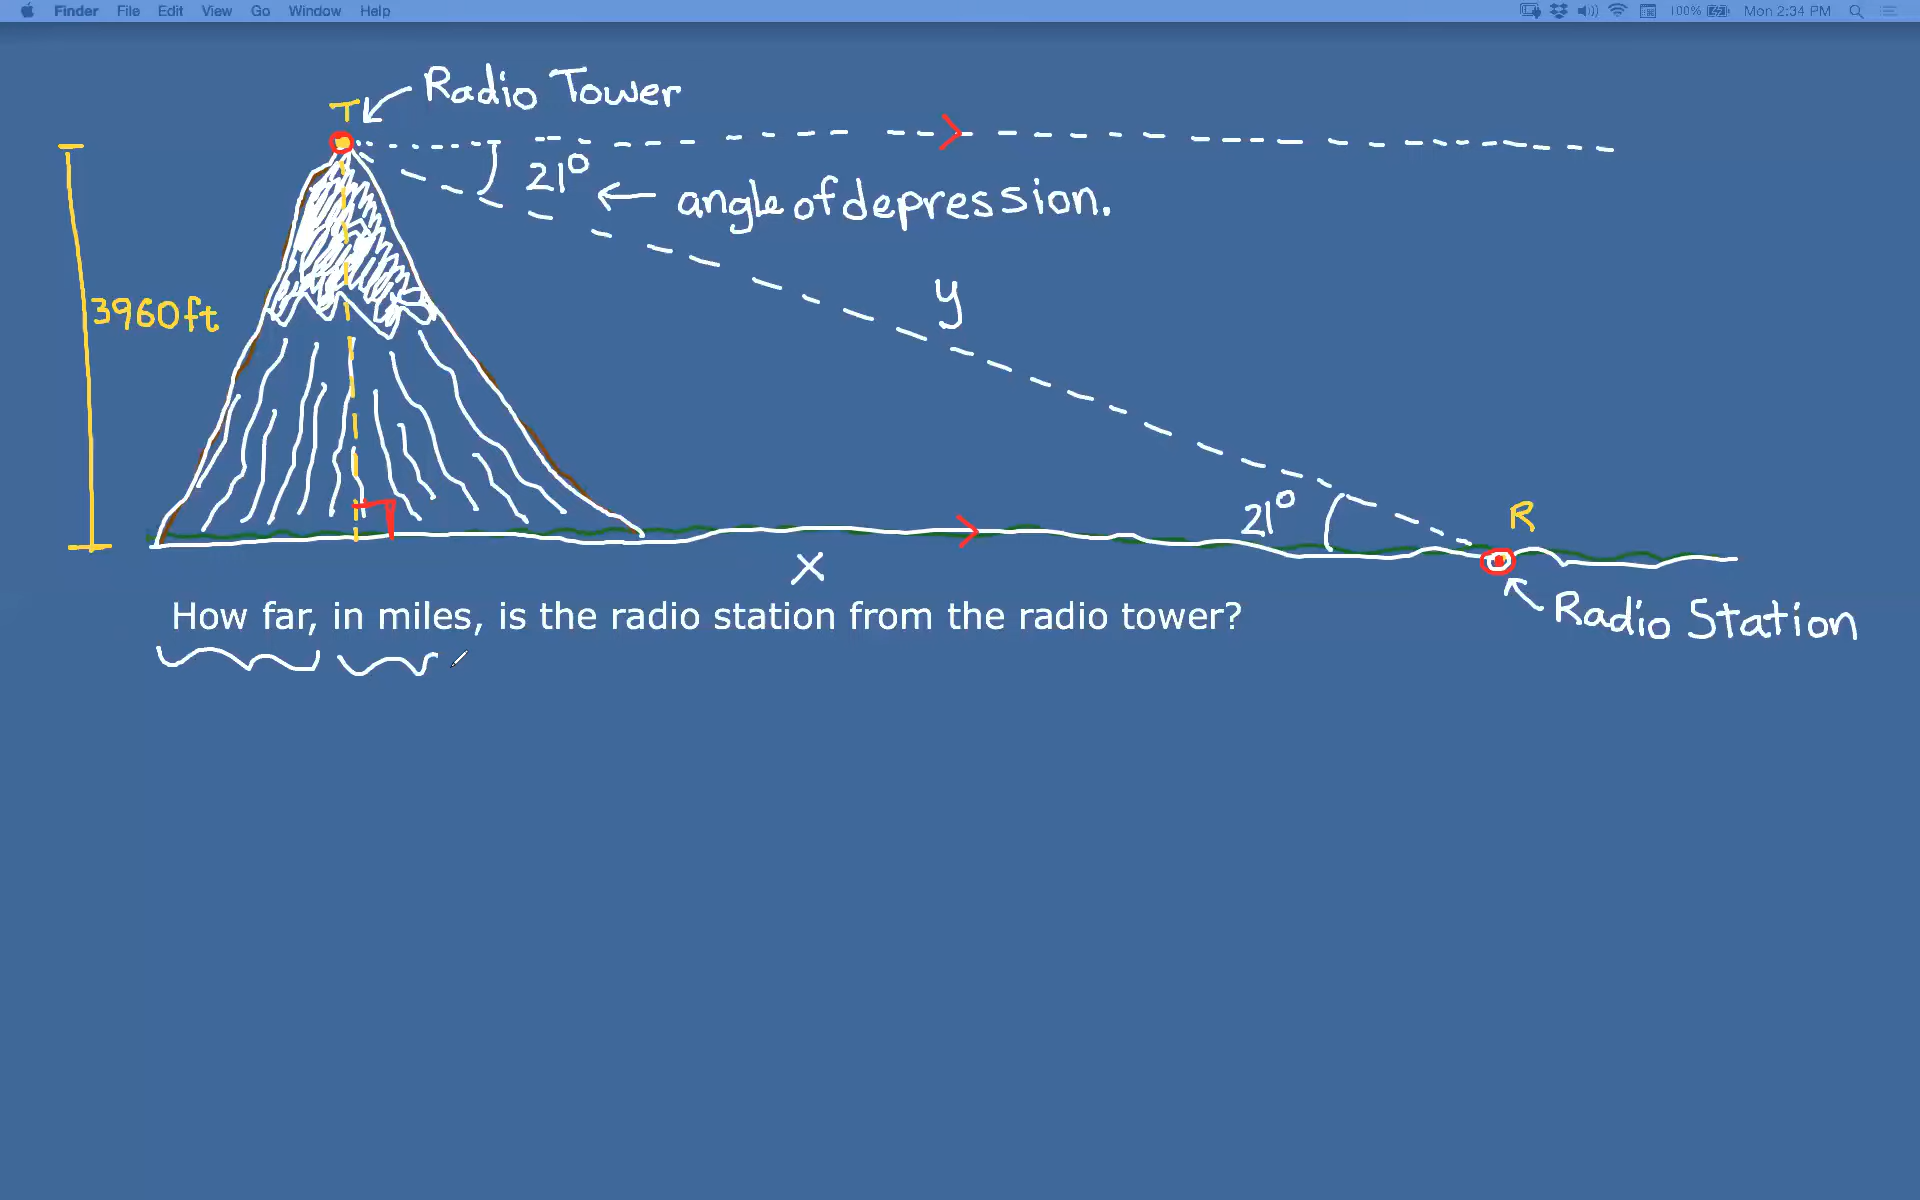 Finder File Edit View Go Window Help 100% Mon 2:34 PM
Radio Tower
T
21°
angle of depression.
3960ft
y
21°
R
x
How far, in miles, is the radio station from the radio tower?
Radio Station